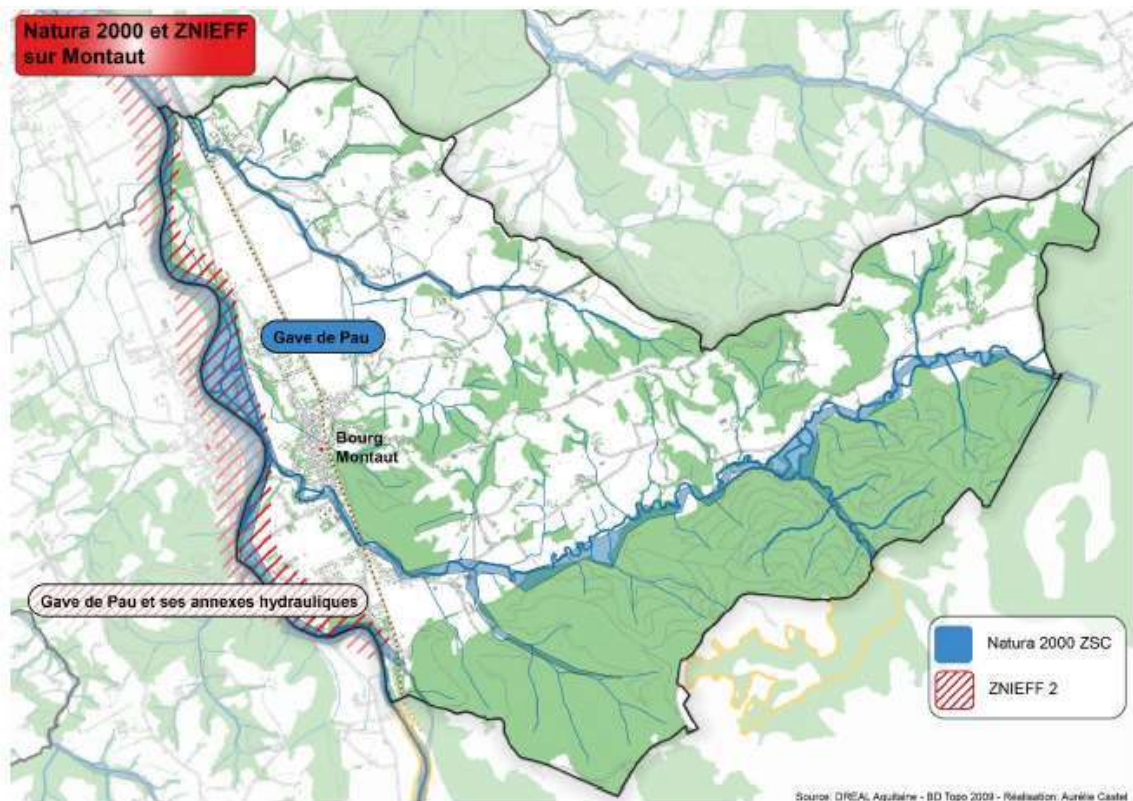 Natura 2000 et ZNIEFF
sur Montaut
Gave de Pau
Bourg
Montaut
Gave de Pau et ses annexes hydrauliques
Natura 2000 ZSC
ZNIEFF 2
Source: DREAL Aquitaine - BD Topo 2009 - Réalisation: Aurélie Castel